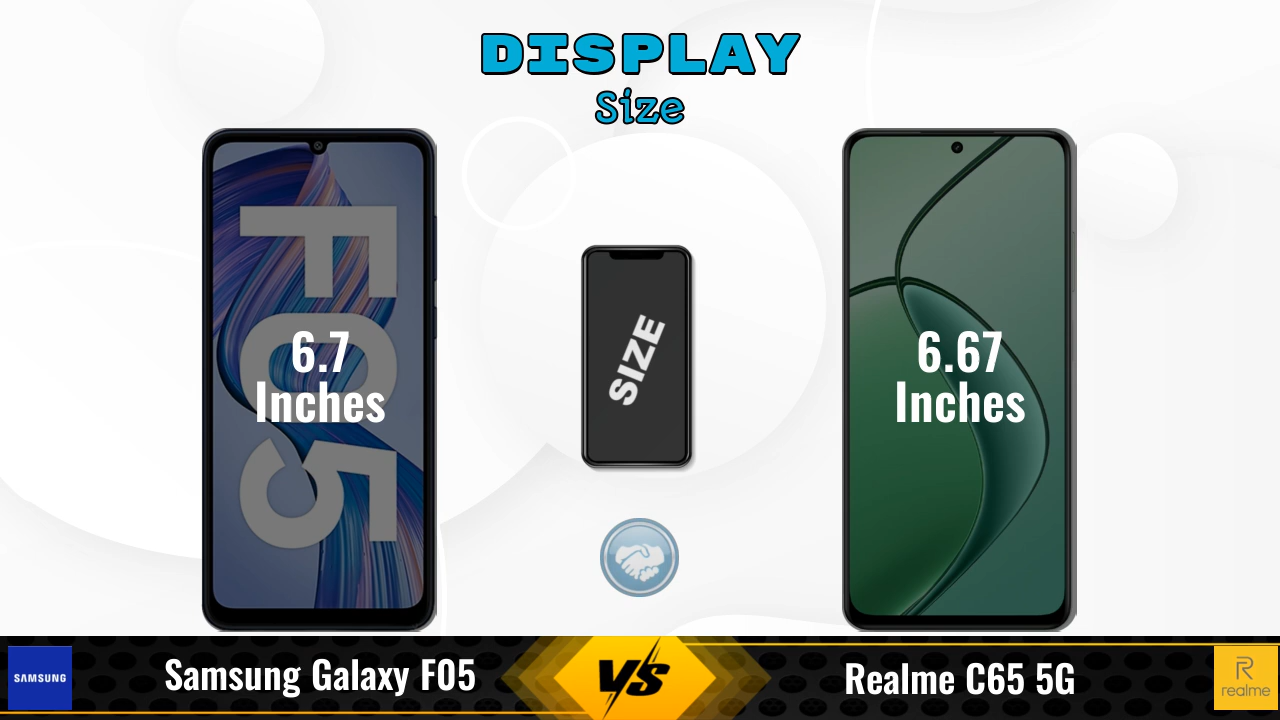 DISPLAY
Size
F05
6.7
Inches
SIZE
6.67
Inches
SAMSUNG
Samsung Galaxy F05
VS
Realme C65 5G
R
realme